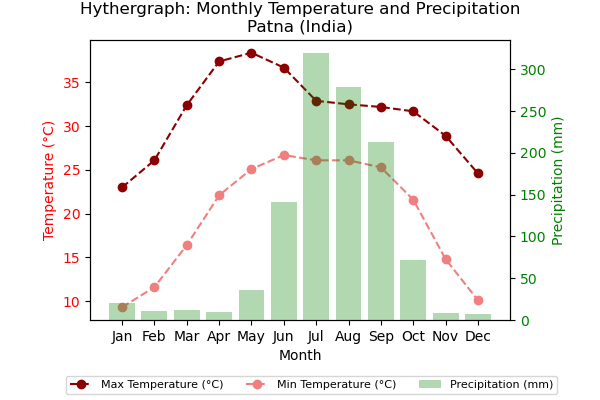 Hythergraph: Monthly Temperature and Precipitation
Patna (India)
Temperature (°C)
35
30
25
20
15
10
Precipitation (mm)
300
250
200
150
100
50
0
Jan Feb Mar Apr May Jun Jul Aug Sep Oct Nov Dec
Month
Max Temperature (°C) Min Temperature (°C) Precipitation (mm)